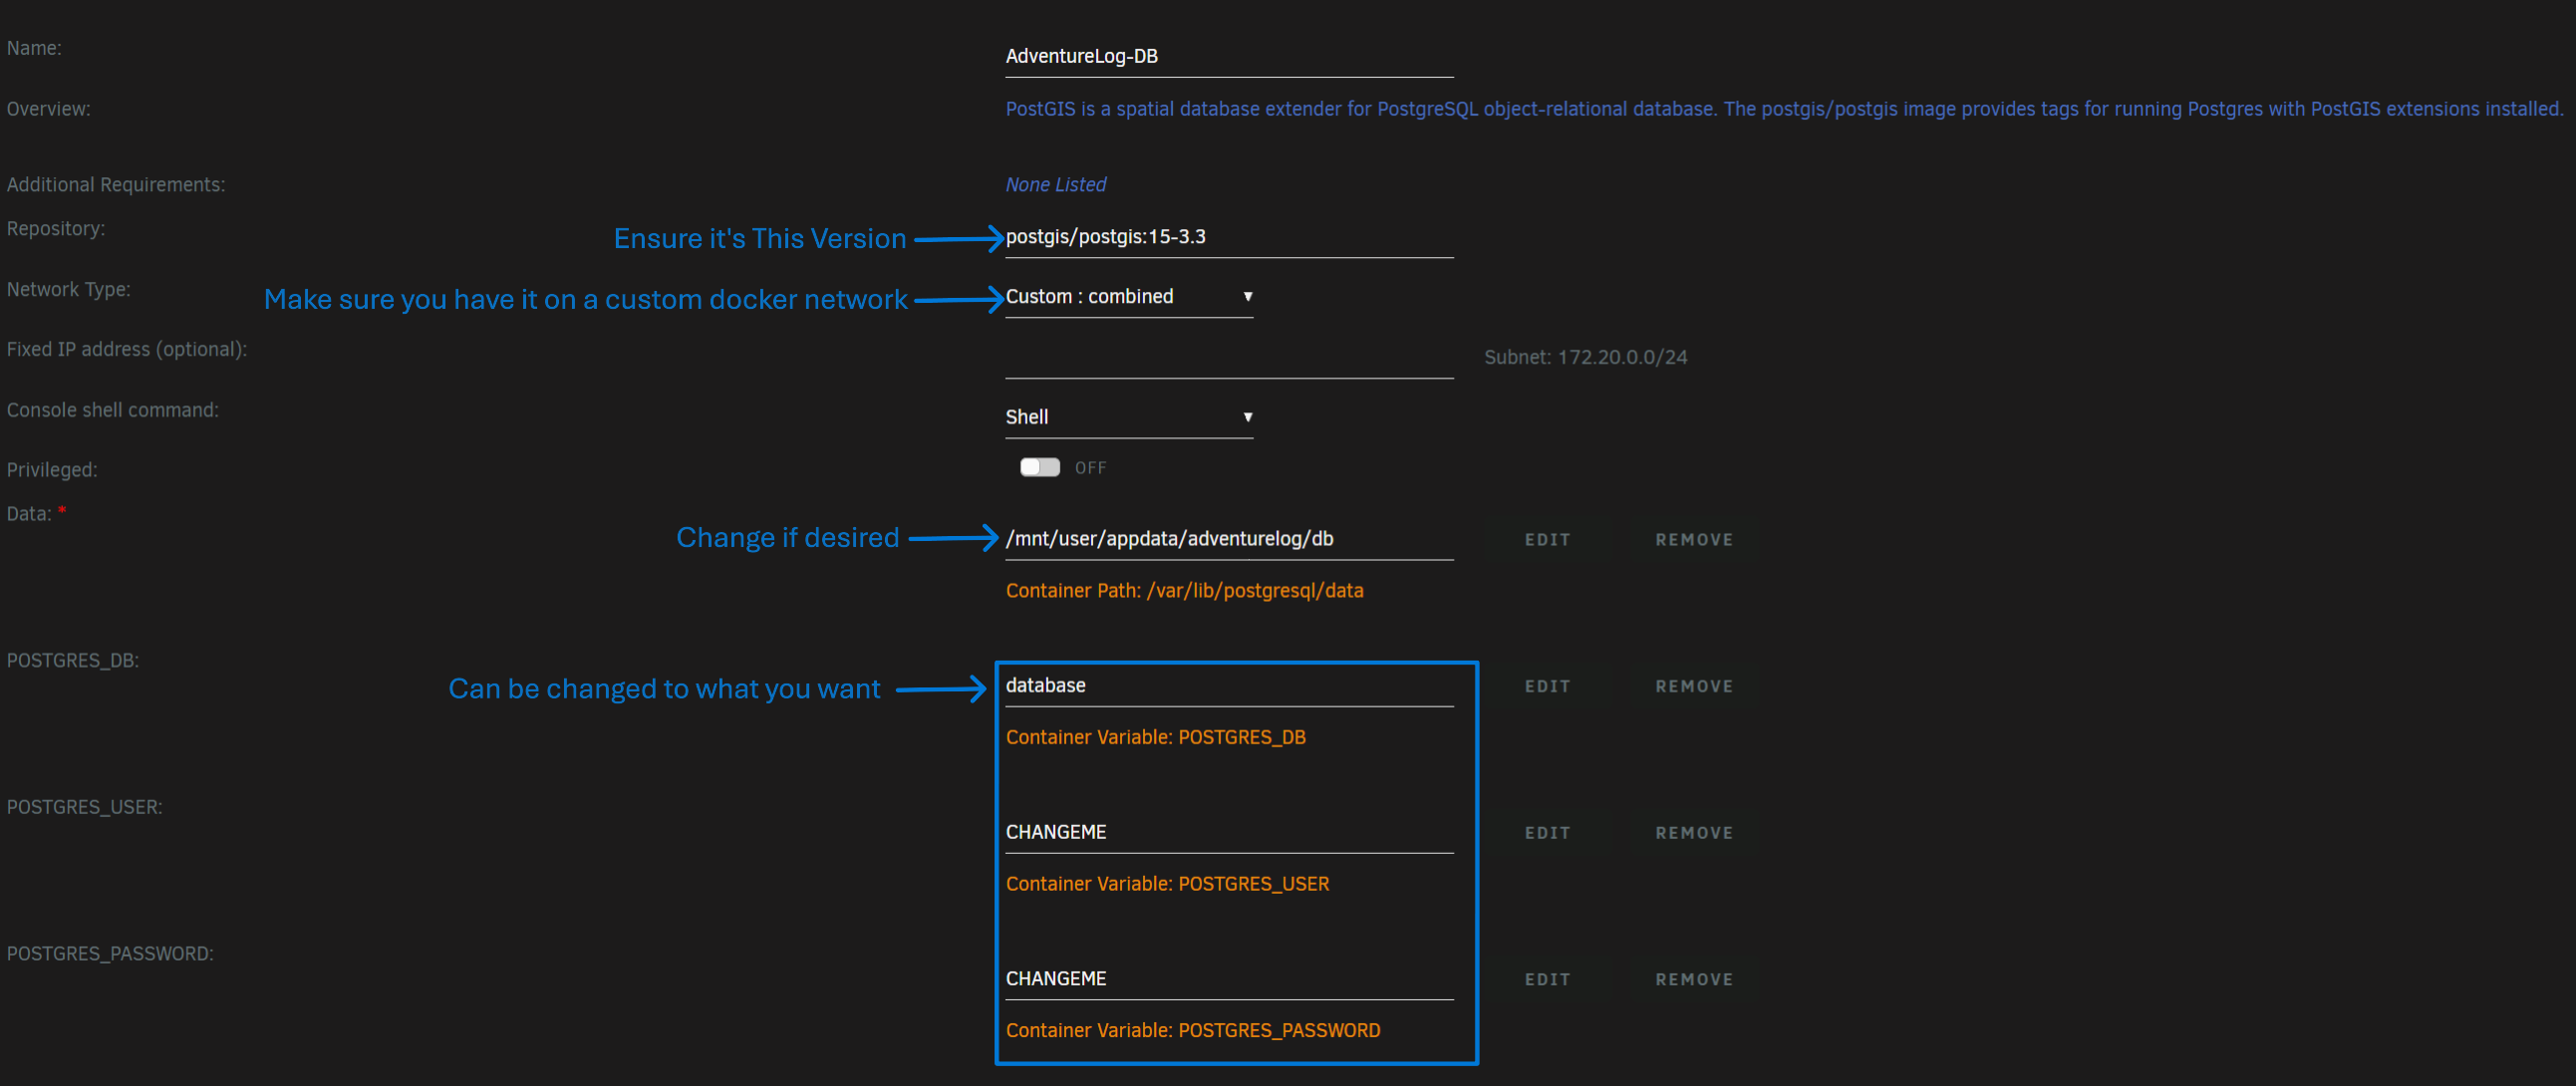 Name:
AdventureLog-DB
Overview:
PostGIS is a spatial database extender for PostgreSQL object-relational database. The postgis/postgis image provides tags for running Postgres with PostGIS extensions installed.
Additional Requirements:
None Listed
Repository:
Ensure it's This Version
postgis/postgis:15-3.3
Network Type:
Make sure you have it on a custom docker network
Custom : combined
Fixed IP address (optional):
Subnet: 172.20.0.0/24
Console shell command:
Shell
Privileged:
OFF
Data: *
Change if desired
/mnt/user/appdata/adventurelog/db
EDIT
REMOVE
Container Path: /var/lib/postgresql/data
POSTGRES_DB:
Can be changed to what you want
database
EDIT
REMOVE
Container Variable: POSTGRES_DB
POSTGRES_USER:
CHANGEME
EDIT
REMOVE
Container Variable: POSTGRES_USER
POSTGRES_PASSWORD:
CHANGEME
EDIT
REMOVE
Container Variable: POSTGRES_PASSWORD